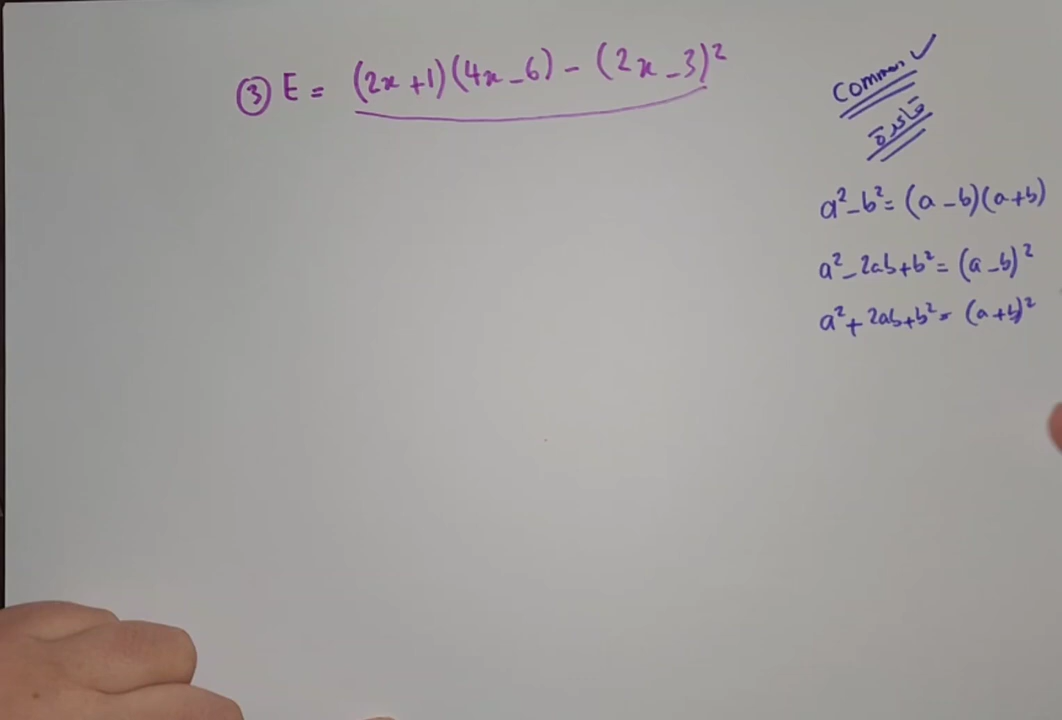 ③ E = (2x+1)(4x-6) - (2x-3)²
Common ✓
قاعدة
a²-b²= (a-b)(a+b)
a²-2ab+b²= (a-b)²
a²+2ab+b²= (a+b)²